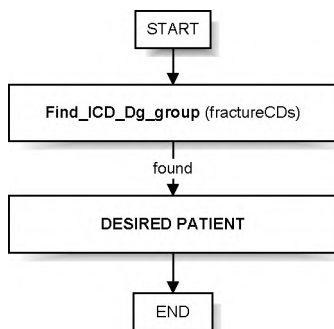 START
Find_ICD_Dg_group (fractureCDs)
found
DESIRED PATIENT
END